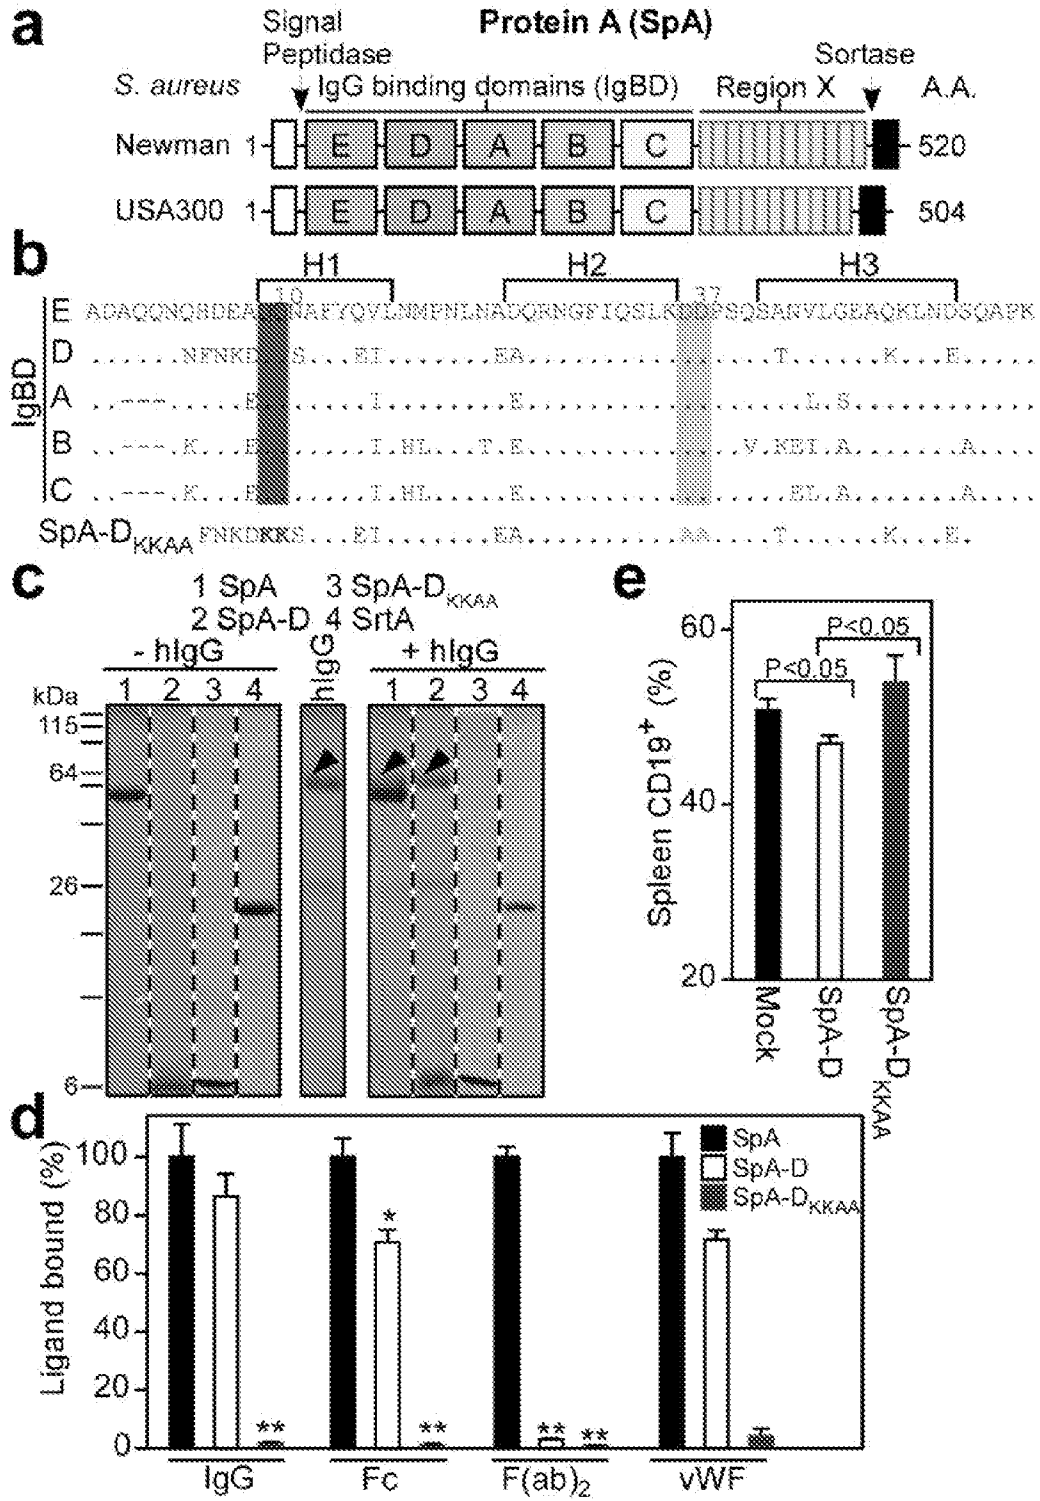 a
Signal
Peptidase
Protein A (SpA)
Sortase
S. aureus
IgG binding domains (IgBD)
Region X
A.A.
Newman 1
E D A B C
520
USA300 1
E D A B C
504
b
H1 H2 H3
10 37
IgBD
E
D
A
B
C
SpA-D KKAA
c
1 SpA 3 SpA-D KKAA
2 SpA-D 4 SrtA
- hIgG
hIgG
+ hIgG
kDa
1 2 3 4
1 2 3 4
115
64
26
6
e
60
40
20
Spleen CD19+ (%)
P<0.05
P<0.05
Mock
SpA-D
SpA-D KKAA
d
Ligand bound (%)
100
80
60
40
20
0
SpA
SpA-D
SpA-D KKAA
*
** ** ** **
IgG Fc F(ab)2 vWF